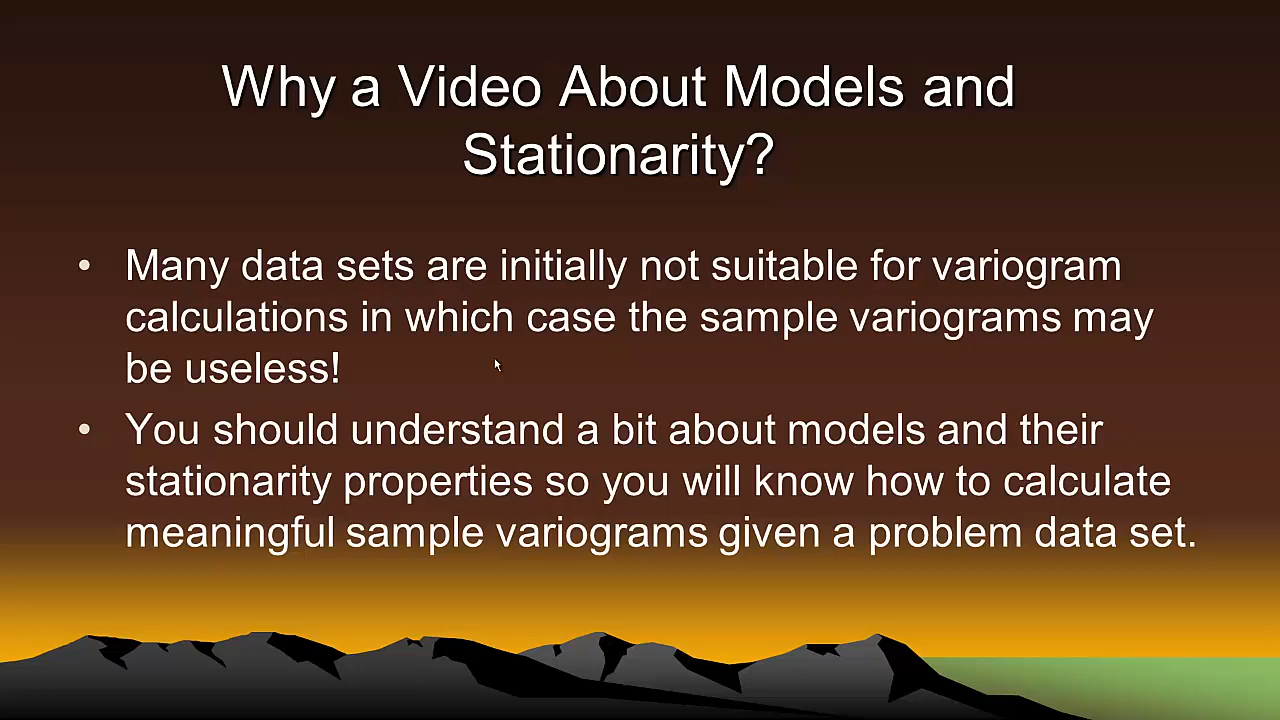 Why a Video About Models and
Stationarity?
• Many data sets are initially not suitable for variogram
calculations in which case the sample variograms may
be useless!
• You should understand a bit about models and their
stationarity properties so you will know how to calculate
meaningful sample variograms given a problem data set.